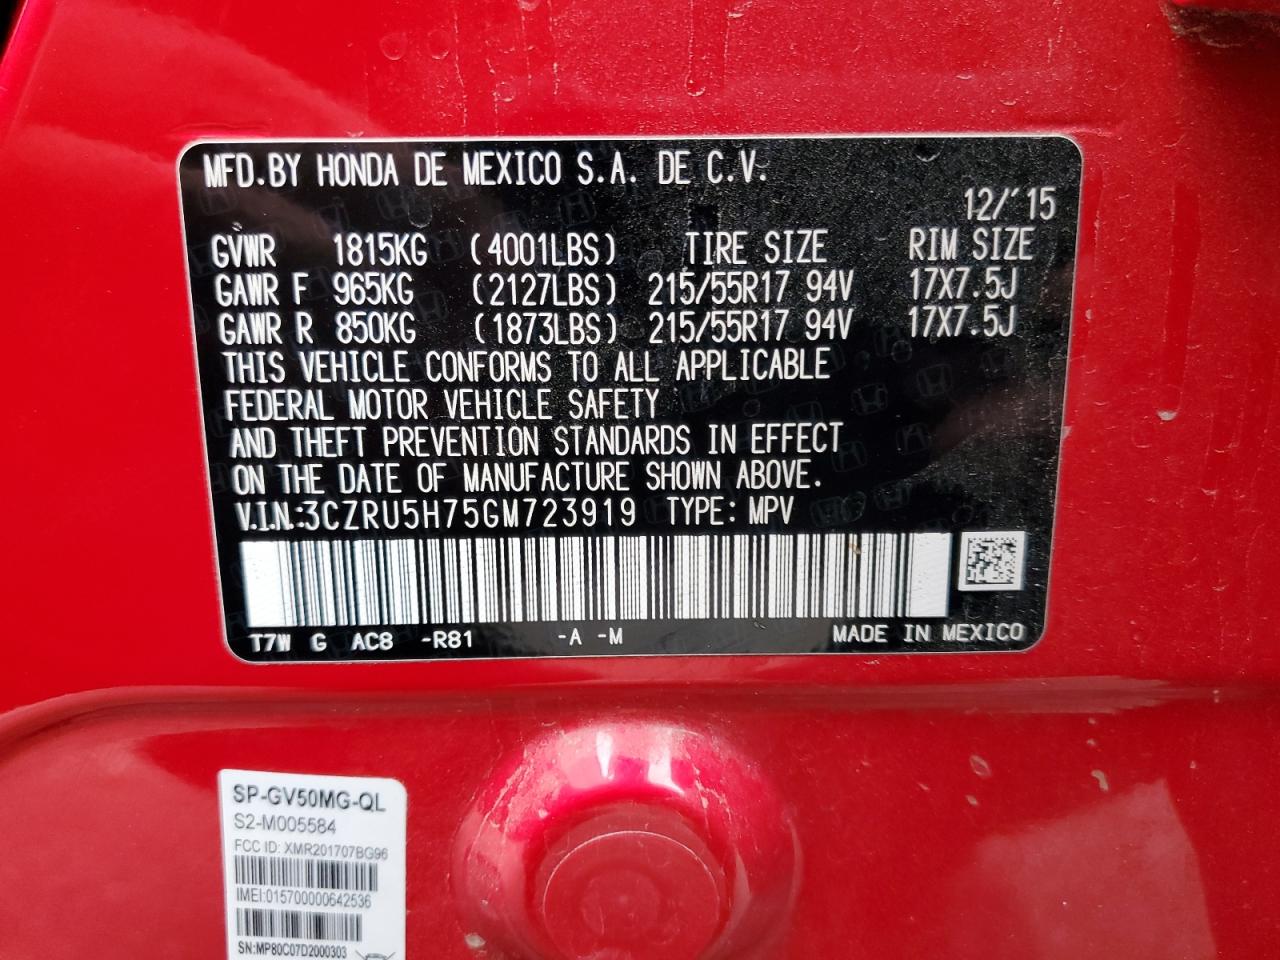 MFD.BY HONDA DE MEXICO S.A. DE C.V.
12/'15
GVWR 1815KG (4001LBS) TIRE SIZE RIM SIZE
GAWR F 965KG (2127LBS) 215/55R17 94V 17X7.5J
GAWR R 850KG (1873LBS) 215/55R17 94V 17X7.5J
THIS VEHICLE CONFORMS TO ALL APPLICABLE
FEDERAL MOTOR VEHICLE SAFETY
AND THEFT PREVENTION STANDARDS IN EFFECT
ON THE DATE OF MANUFACTURE SHOWN ABOVE.
V.I.N.:3CZRU5H75GM723919 TYPE: MPV
T7W G AC8 -R81 -A -M MADE IN MEXICO
SP-GV50MG-QL
S2-M005584
FCC ID: XMR201707BG96
IMEI:015700000642536
SN:MP80C07D2000303